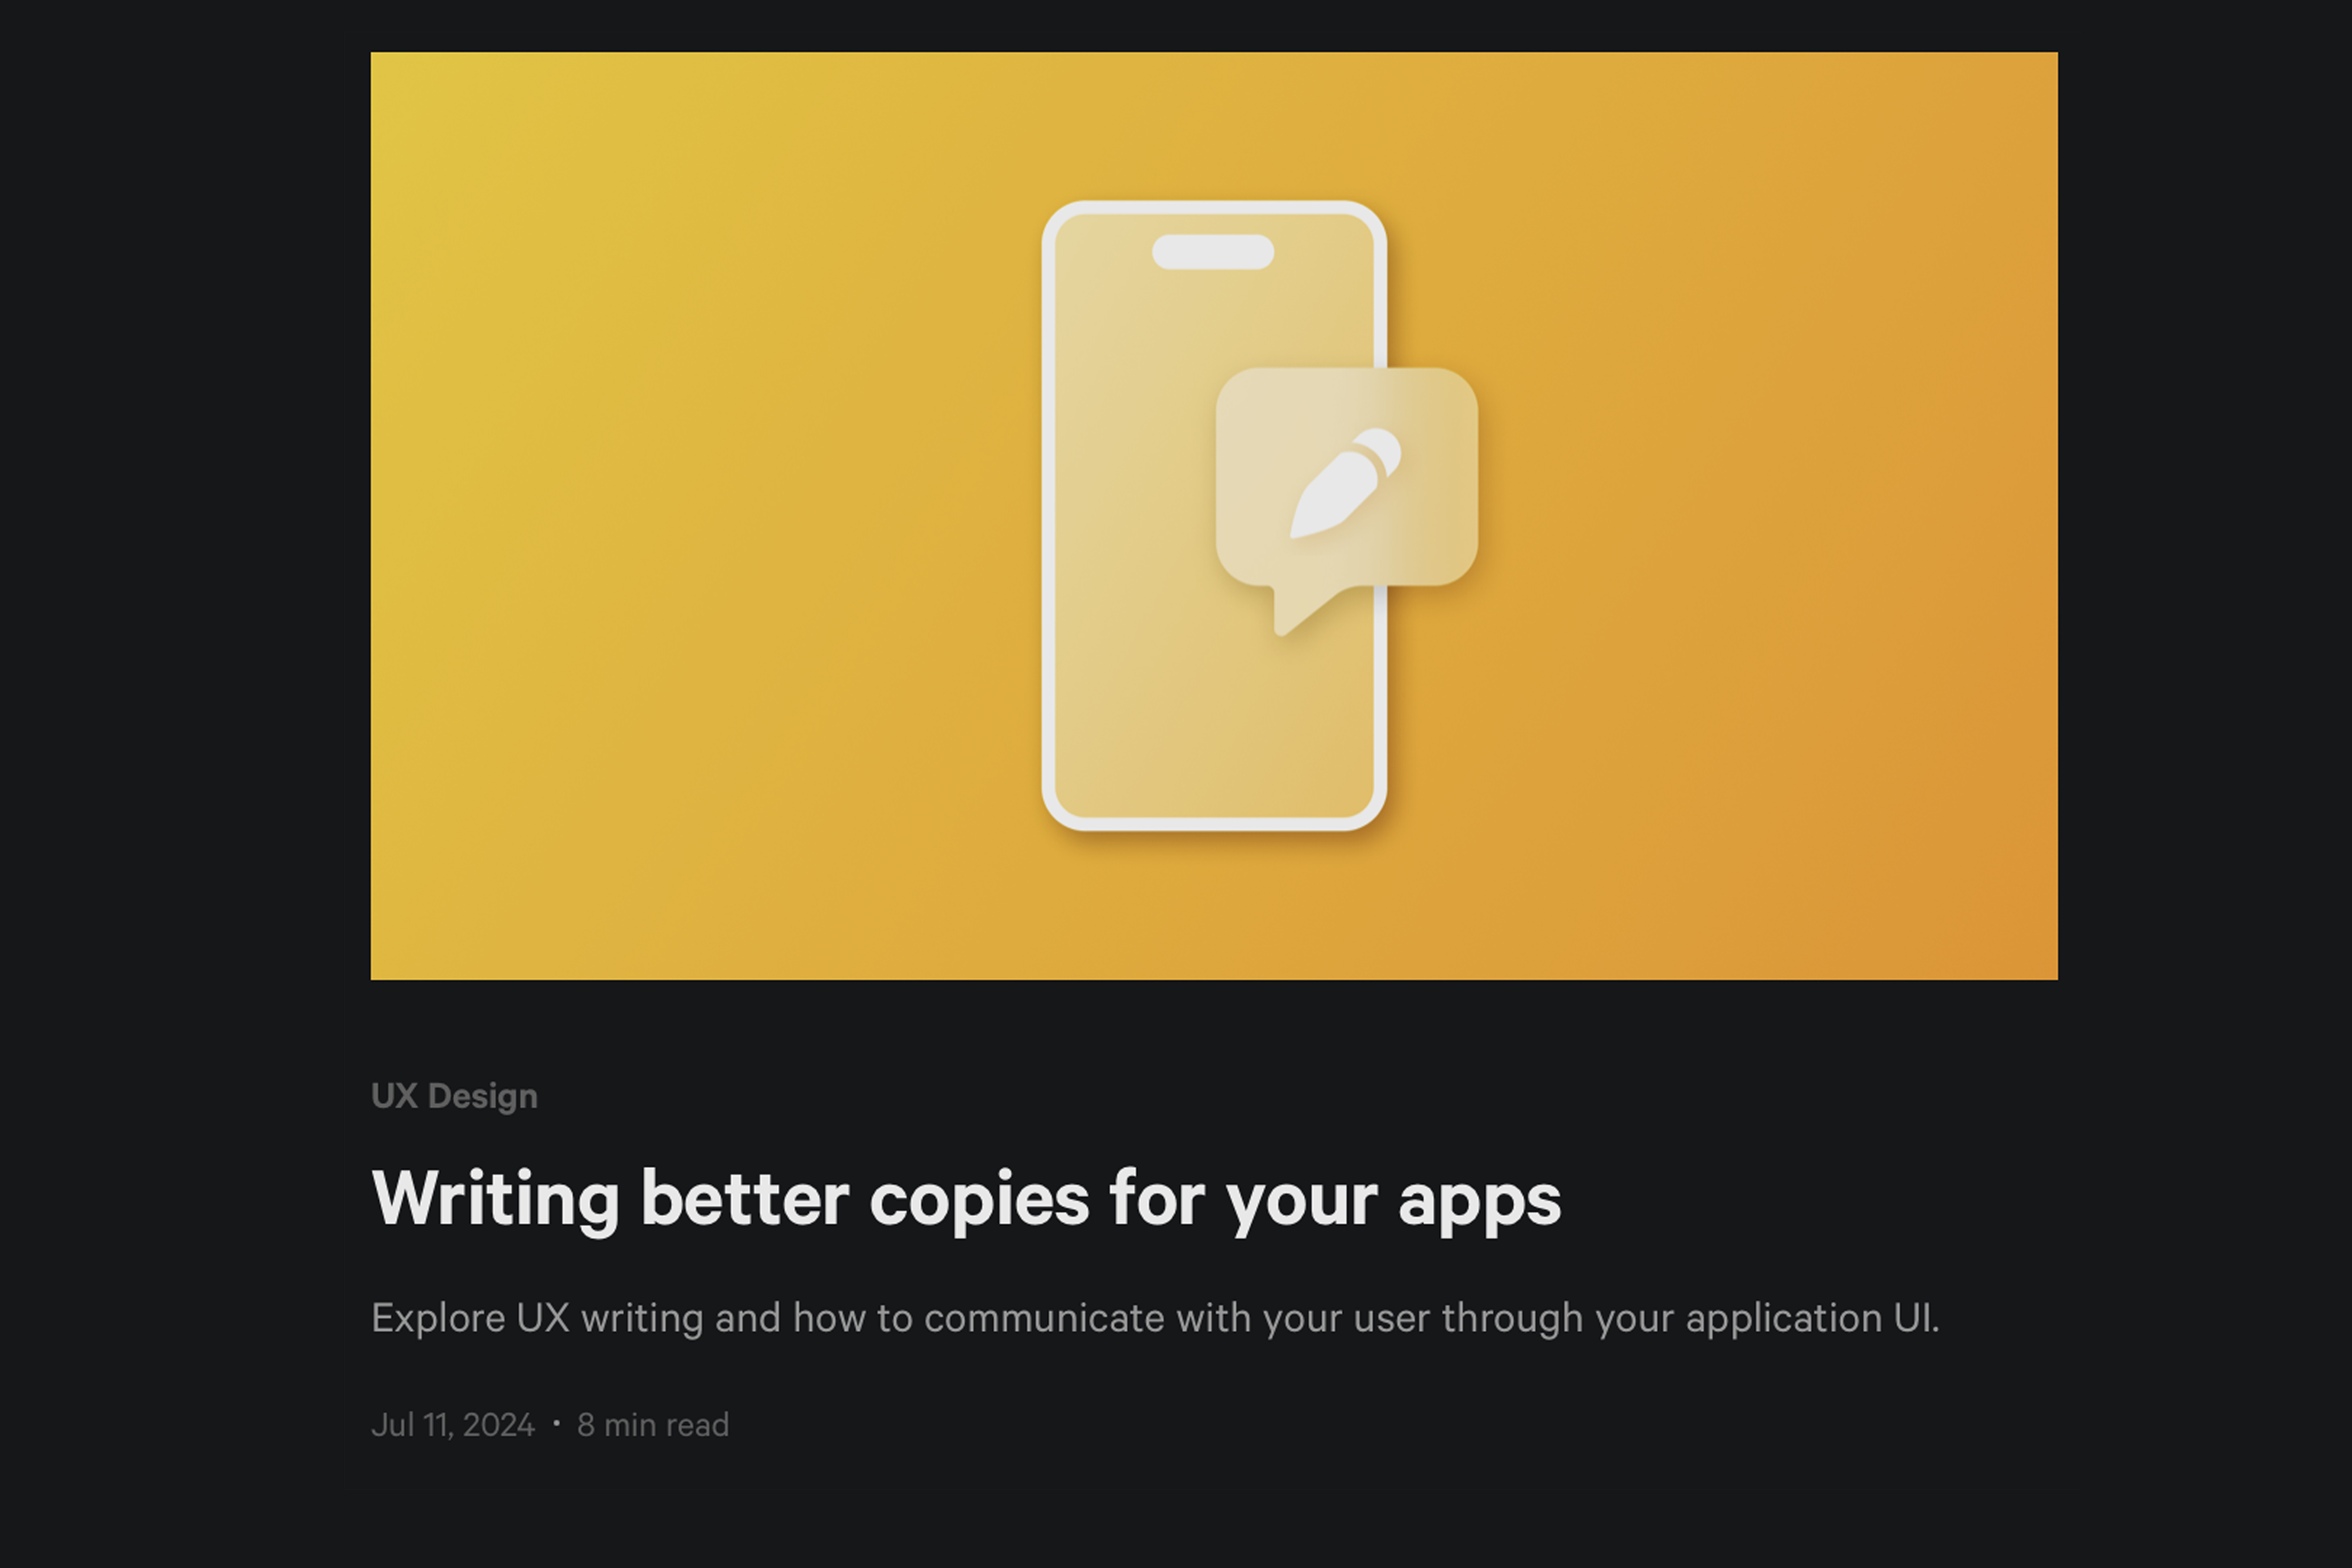 UX Design
Writing better copies for your apps
Explore UX writing and how to communicate with your user through your application UI.
Jul 11, 2024 • 8 min read